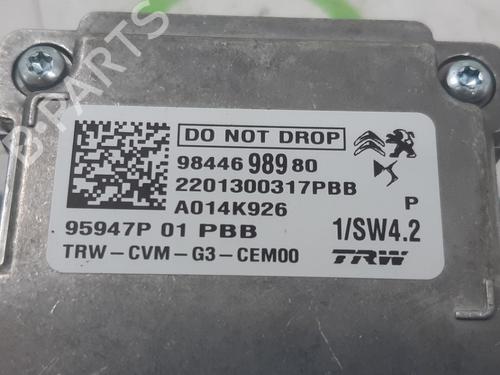 B-PARTS
DO NOT DROP
98446 989 80
2201300317PBB
A014K926
P
95947P 01 PBB
1/SW4.2
TRW-CVM-G3-CEM00
TRW